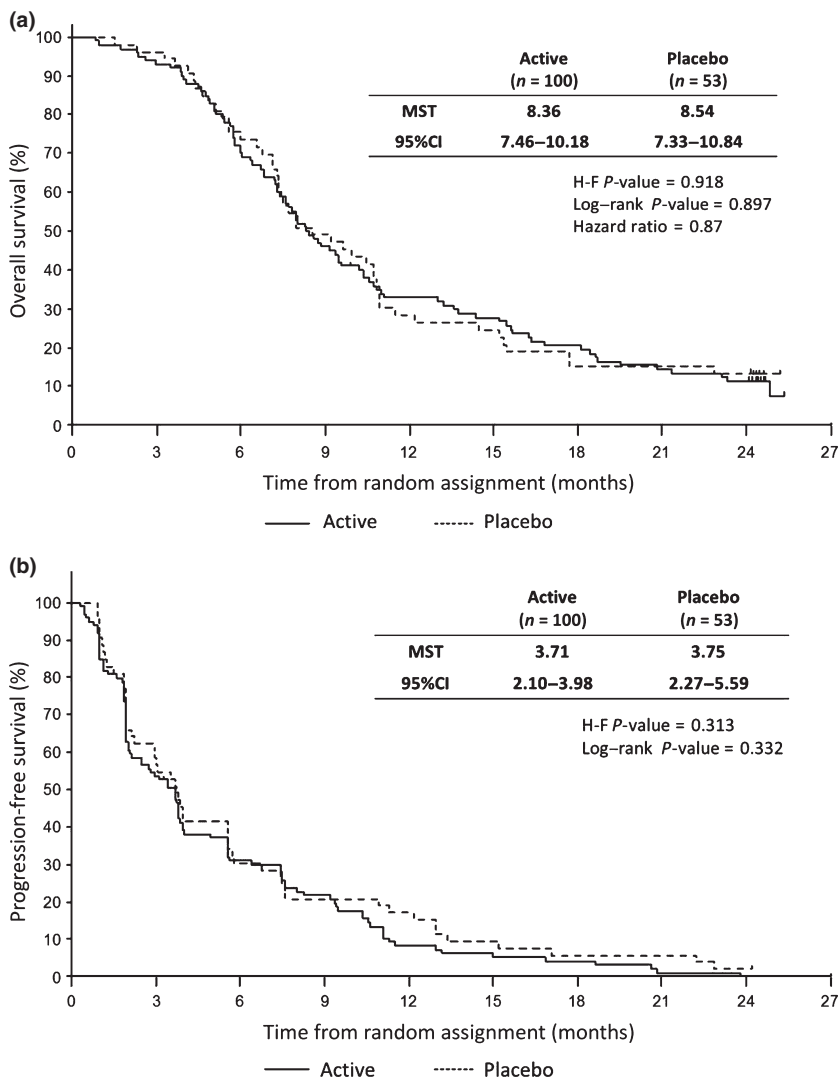 (a)
100
90
80
70
60
50
40
30
20
10
0
Overall survival (%)
Active Placebo
(n = 100) (n = 53)
MST 8.36 8.54
95%CI 7.46–10.18 7.33–10.84
H-F P-value = 0.918
Log–rank P-value = 0.897
Hazard ratio = 0.87
0 3 6 9 12 15 18 21 24 27
Time from random assignment (months)
Active Placebo
(b)
100
90
80
70
60
50
40
30
20
10
0
Progression-free survival (%)
Active Placebo
(n = 100) (n = 53)
MST 3.71 3.75
95%CI 2.10–3.98 2.27–5.59
H-F P-value = 0.313
Log–rank P-value = 0.332
0 3 6 9 12 15 18 21 24 27
Time from random assignment (months)
Active Placebo